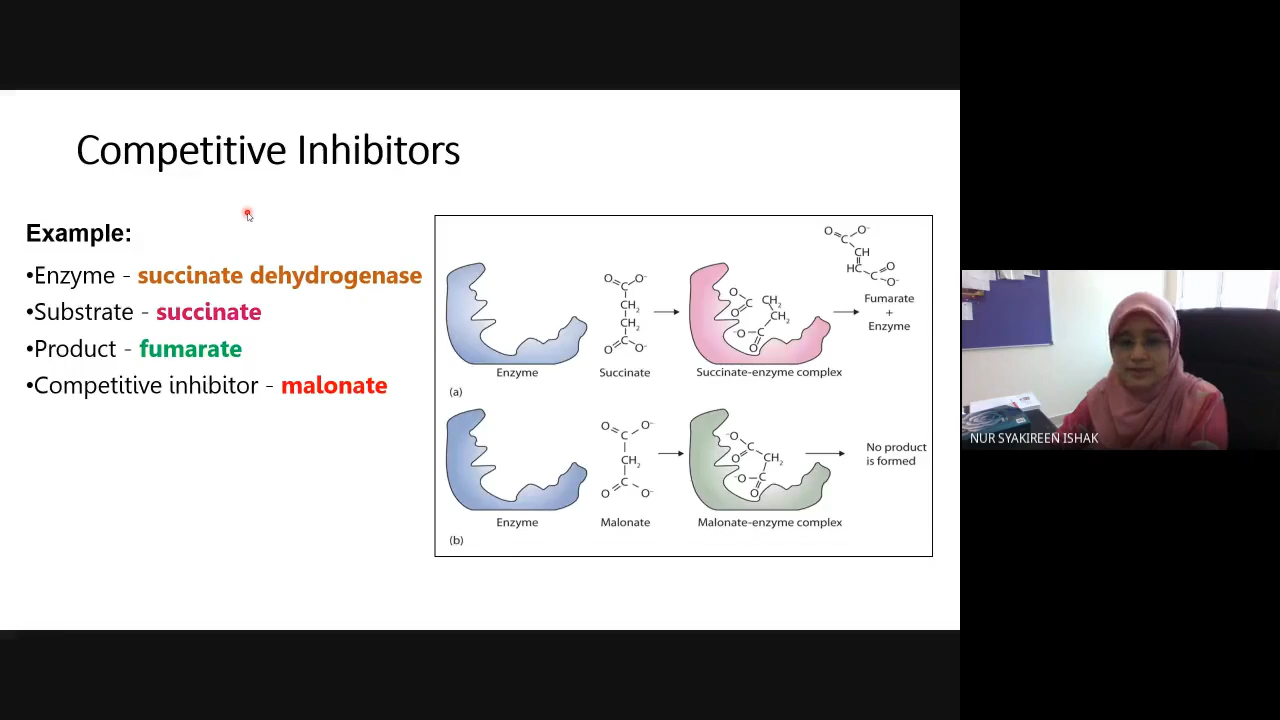 Competitive Inhibitors
Example:
•Enzyme - succinate dehydrogenase
•Substrate - succinate
•Product - fumarate
•Competitive inhibitor - malonate
O O⁻
C
CH₂
CH₂
C
O O⁻
O
C CH₂
O CH₂
⁻O C
O
O O⁻
C
CH
HC O
C
O⁻
Fumarate
+
Enzyme
Enzyme
Succinate
Succinate-enzyme complex
(a)
O O⁻
C
CH₂
C
O O⁻
⁻O
C
O CH₂
⁻O C
O
No product
is formed
Enzyme
Malonate
Malonate-enzyme complex
(b)
NUR SYAKIREEN ISHAK